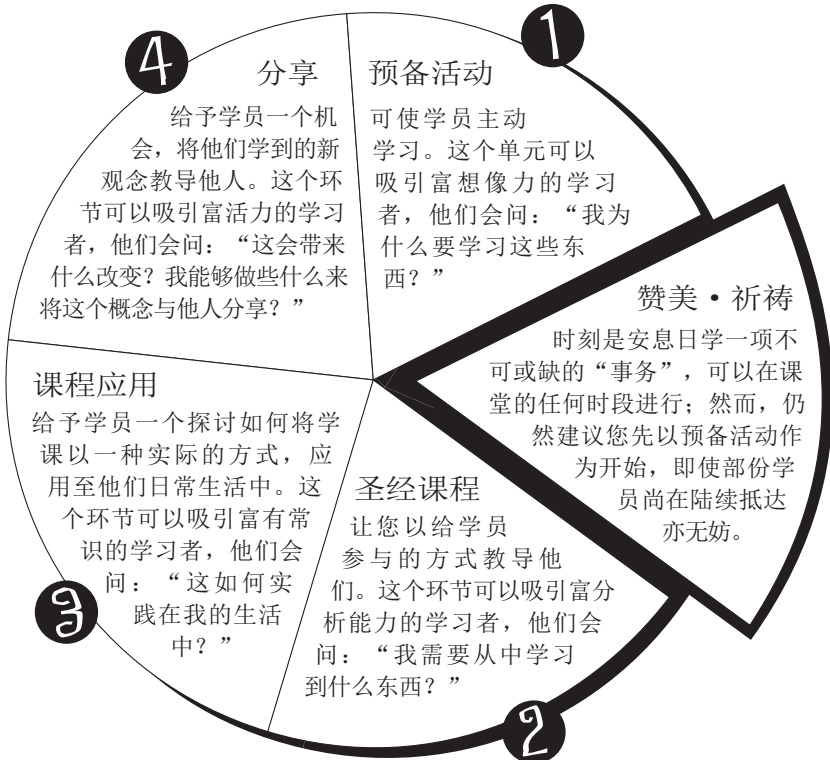 1
预备活动
可使学员主动
学习。这个单元可以
吸引富想像力的学习
者，他们会问：“我为
什么要学习这些东
西？”
赞美•祈祷
时刻是安息日学一项不
可或缺的“事务”，可以在课
堂的任何时段进行；然而，仍
然建议您先以预备活动作
为开始，即使部份学
员尚在陆续抵达
亦无妨。
2
圣经课程
让您以给学员
参与的方式教导他
们。这个环节可以吸引富分
析能力的学习者，他们会
问：“我需要从中学习
到什么东西？”
3
课程应用
给予学员一个探讨如何将学
课以一种实际的方式，应
用至他们日常生活中。这
个环节可以吸引富有常
识的学习者，他们会
问：“这如何实
践在我的生活
中？”
4
分享
给予学员一个机
会，将他们学到的新
观念教导他人。这个环
节可以吸引富活力的学习
者，他们会问：“这会带来
什么改变？我能够做些什么来
将这个概念与他人分享？”